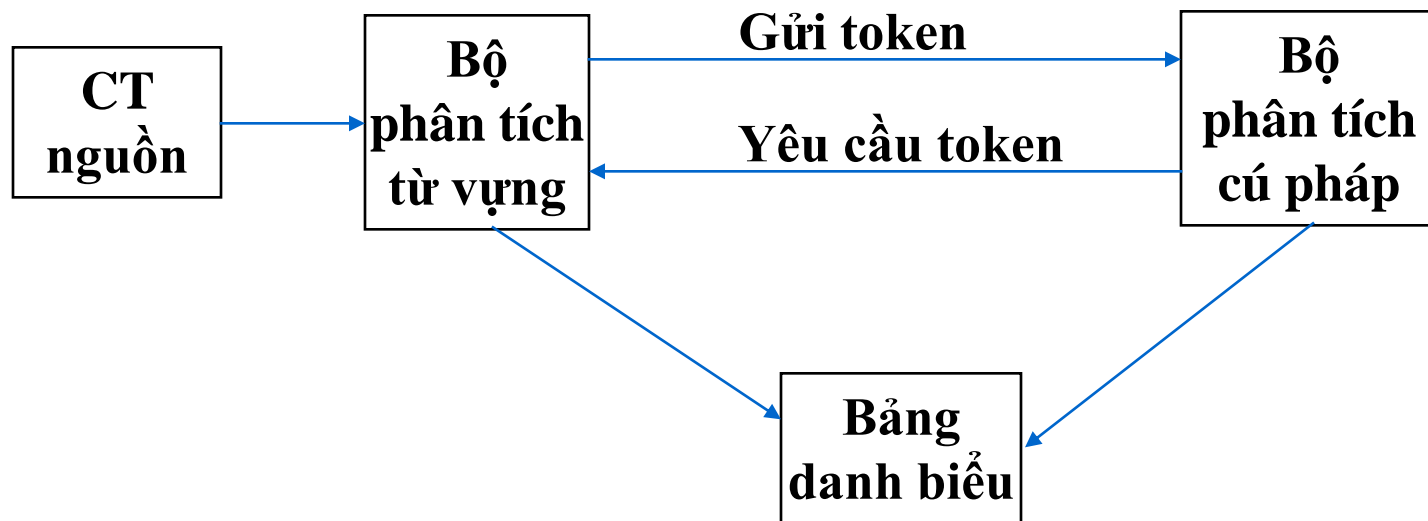 CT
nguồn
Bộ
phân tích
từ vựng
Gửi token
Yêu cầu token
Bộ
phân tích
cú pháp
Bảng
danh biểu